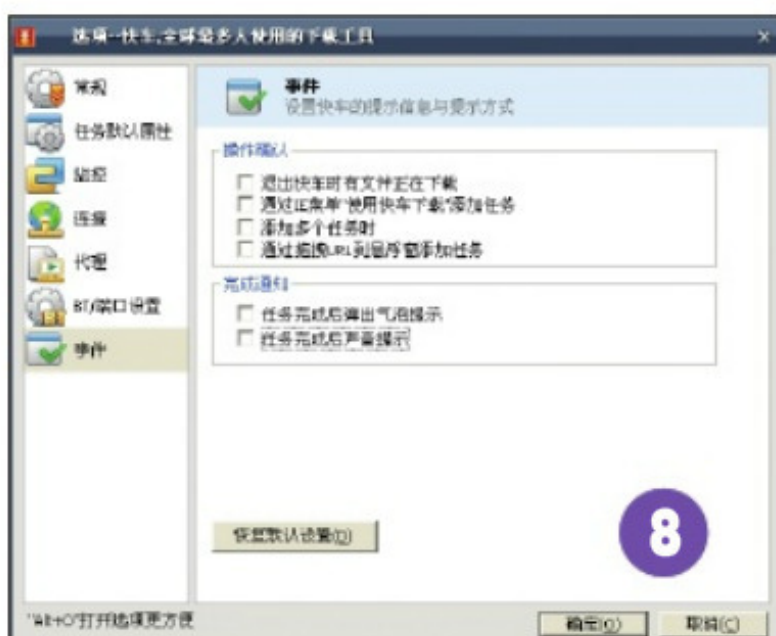 选项--快车,全球最多人使用的下载工具
常规
任务默认属性
监控
连接
代理
BT/端口设置
事件
事件
设置快车的提示信息与提示方式
操作确认
退出快车时有文件正在下载
通过正菜单“使用快车下载”添加任务
添加多个任务时
通过拖拽URL到悬浮窗添加任务
完成通知
任务完成后弹出气泡提示
任务完成后声音提示
恢复默认设置(D)
8
"Alt+O"打开选项更方便
确定(O)
取消(C)